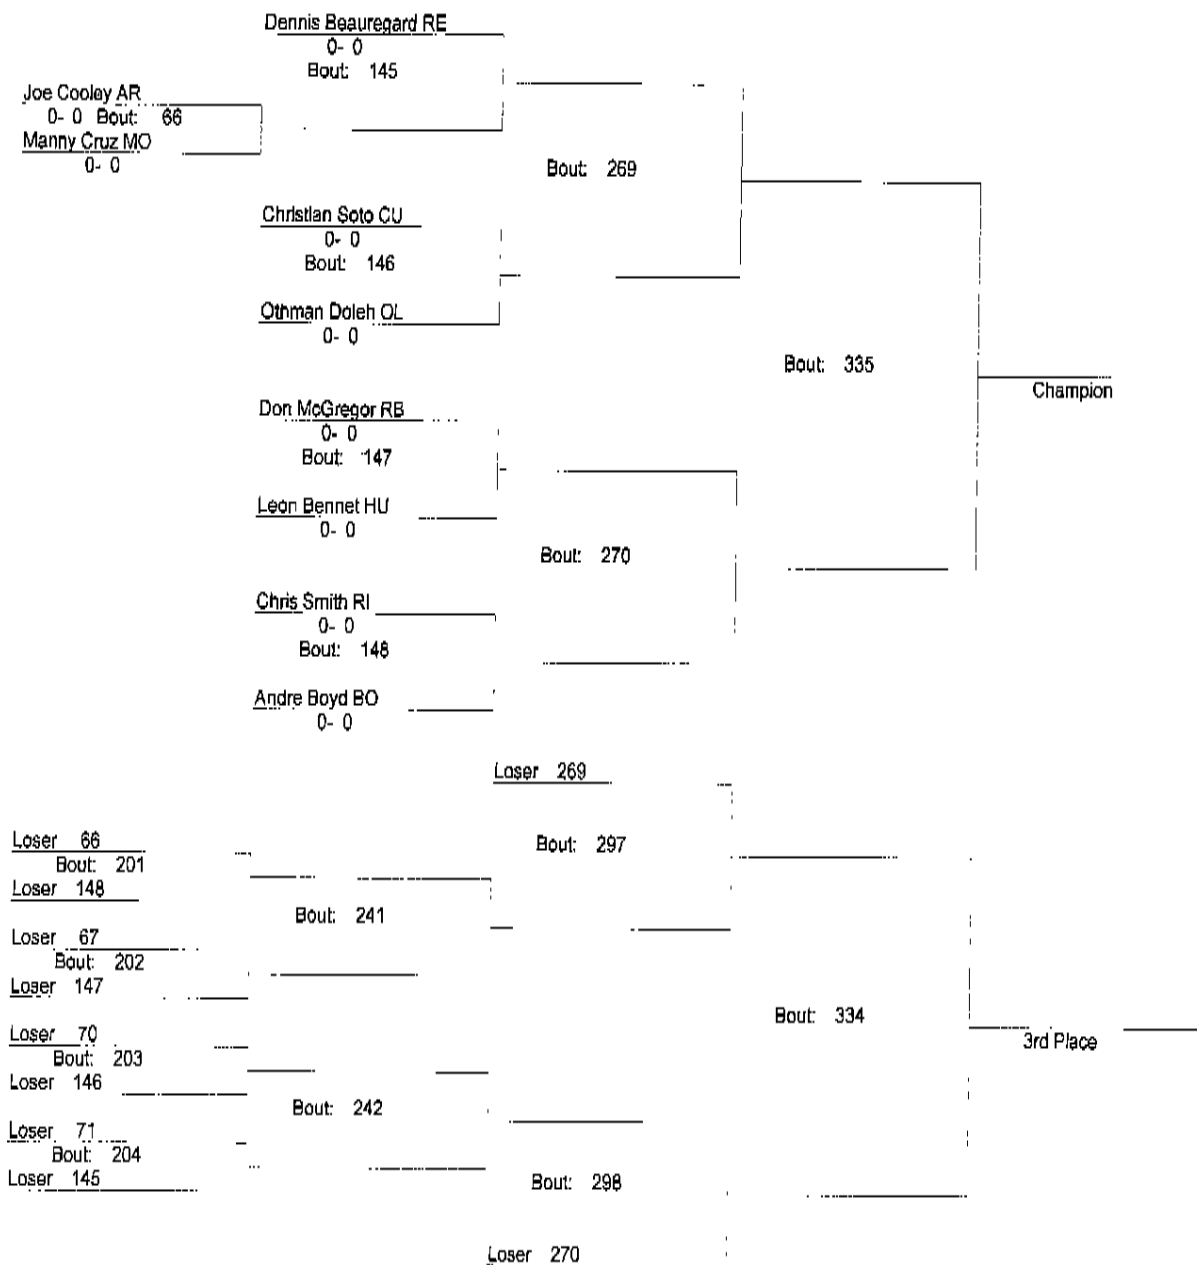 Dennis Beauregard RE
0- 0
Bout: 145
Joe Cooley AR
0- 0 Bout: 66
Manny Cruz MO
0- 0
Bout: 269
Christian Soto CU
0- 0
Bout: 146
Othman Doleh OL
0- 0
Bout: 335
Champion
Don McGregor RB
0- 0
Bout: 147
Leon Bennet HU
0- 0
Bout: 270
Chris Smith RI
0- 0
Bout: 148
Andre Boyd BO
0- 0
Loser 269
Bout: 297
Loser 66
Bout: 201
Loser 148
Bout: 241
Loser 67
Bout: 202
Loser 147
Bout: 334
3rd Place
Loser 70
Bout: 203
Loser 146
Bout: 242
Loser 71
Bout: 204
Loser 145
Bout: 298
Loser 270